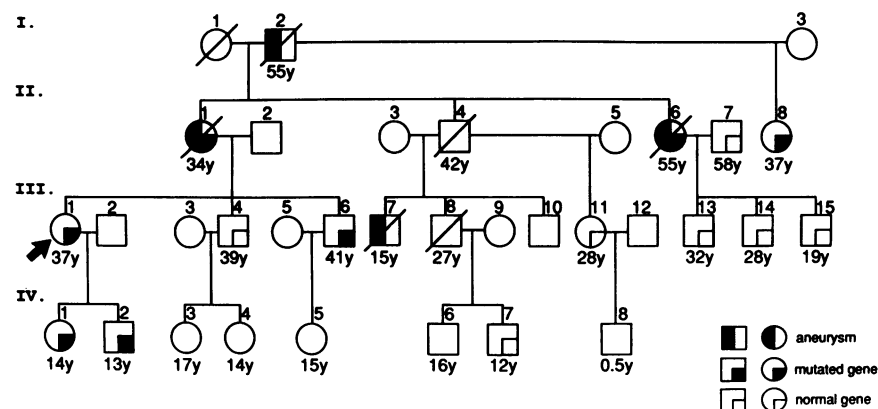 I. 1 2 3
55y
II. 1 2 3 4 5 6 7 8
34y 42y 55y 58y 37y
III. 1 2 3 4 5 6 7 8 9 10 11 12 13 14 15
37y 39y 41y 15y 27y 28y 32y 28y 19y
IV. 1 2 3 4 5 6 7 8
14y 13y 17y 14y 15y 16y 12y 0.5y
aneurysm
mutated gene
normal gene